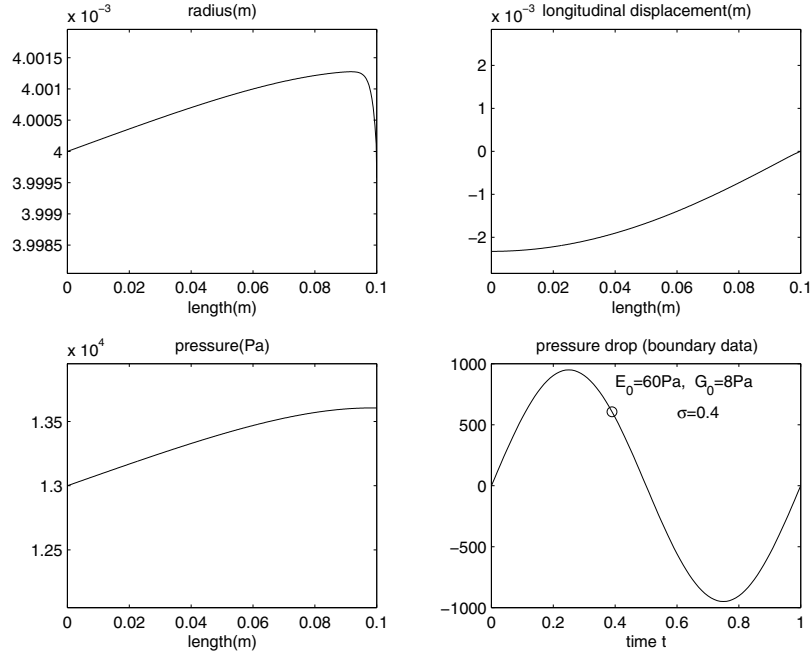 x 10⁻³
radius(m)
4.0015
4.001
4.0005
4
3.9995
3.999
3.9985
0 0.02 0.04 0.06 0.08 0.1
length(m)
x 10⁻³
longitudinal displacement(m)
2
1
0
−1
−2
0 0.02 0.04 0.06 0.08 0.1
length(m)
x 10⁴
pressure(Pa)
1.35
1.3
1.25
0 0.02 0.04 0.06 0.08 0.1
length(m)
pressure drop (boundary data)
1000
500
0
−500
−1000
E₀=60Pa, G₀=8Pa
σ=0.4
0 0.2 0.4 0.6 0.8 1
time t